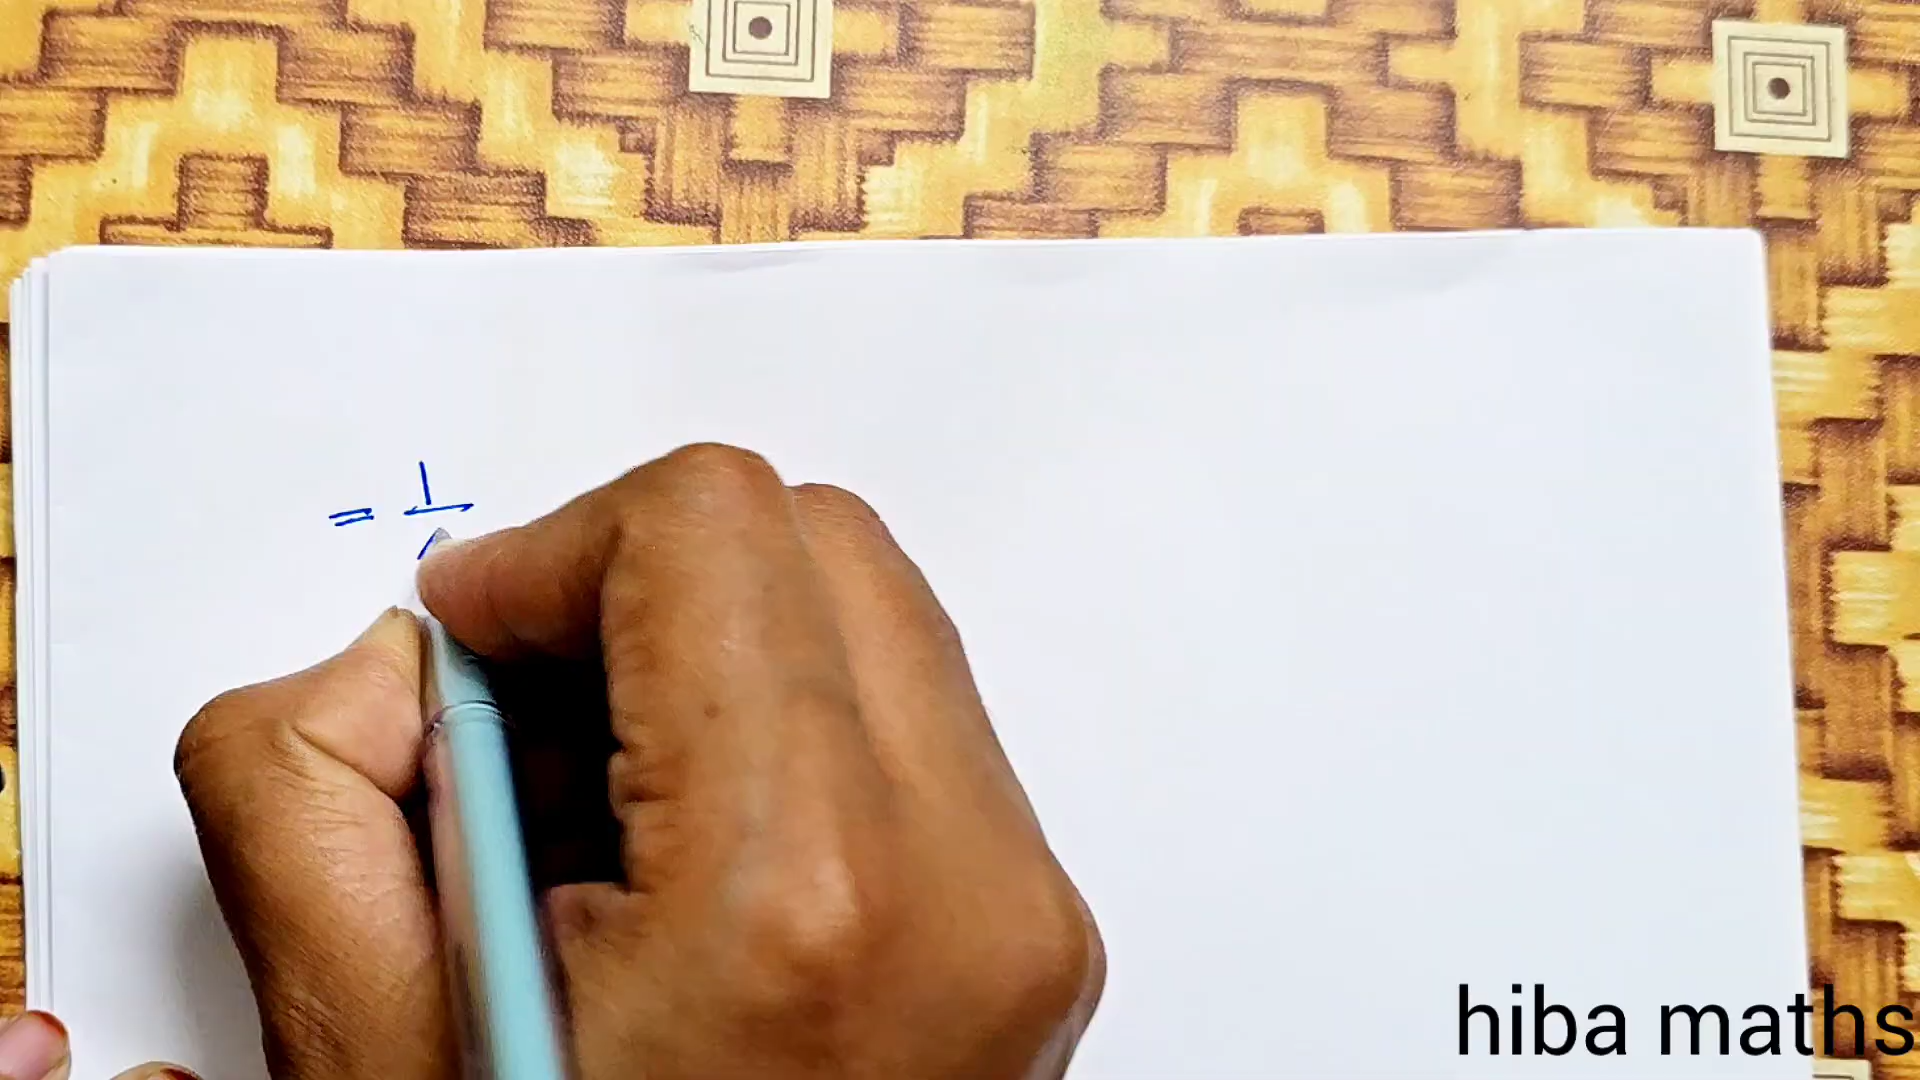 = 1
hiba maths